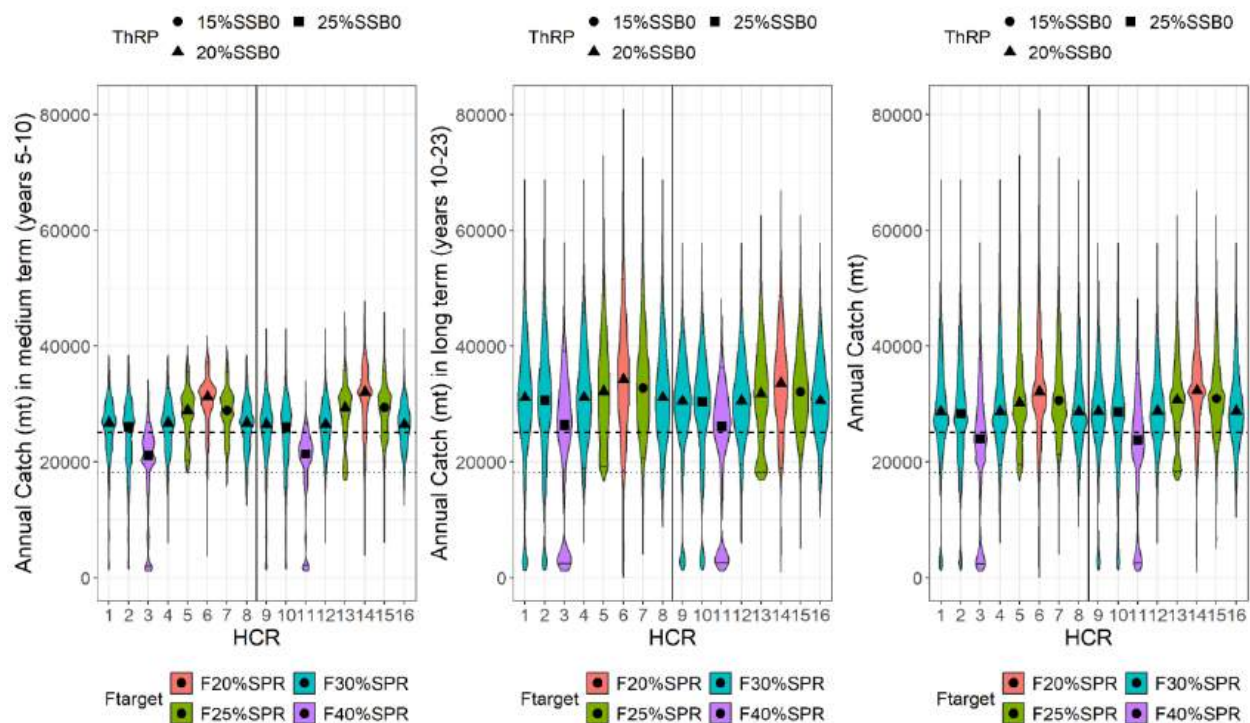 ThRP ● 15%SSB0 ■ 25%SSB0
▲ 20%SSB0
Annual Catch (mt) in medium term (years 5-10)
80000
60000
40000
20000
0
1 2 3 4 5 6 7 8 9 10 11 12 13 14 15 16
HCR
Ftarget F20%SPR F30%SPR
F25%SPR F40%SPR
ThRP ● 15%SSB0 ■ 25%SSB0
▲ 20%SSB0
Annual Catch (mt) in long term (years 10-23)
80000
60000
40000
20000
0
1 2 3 4 5 6 7 8 9 10 11 12 13 14 15 16
HCR
Ftarget F20%SPR F30%SPR
F25%SPR F40%SPR
ThRP ● 15%SSB0 ■ 25%SSB0
▲ 20%SSB0
Annual Catch (mt)
80000
60000
40000
20000
0
1 2 3 4 5 6 7 8 9 10 11 12 13 14 15 16
HCR
Ftarget F20%SPR F30%SPR
F25%SPR F40%SPR